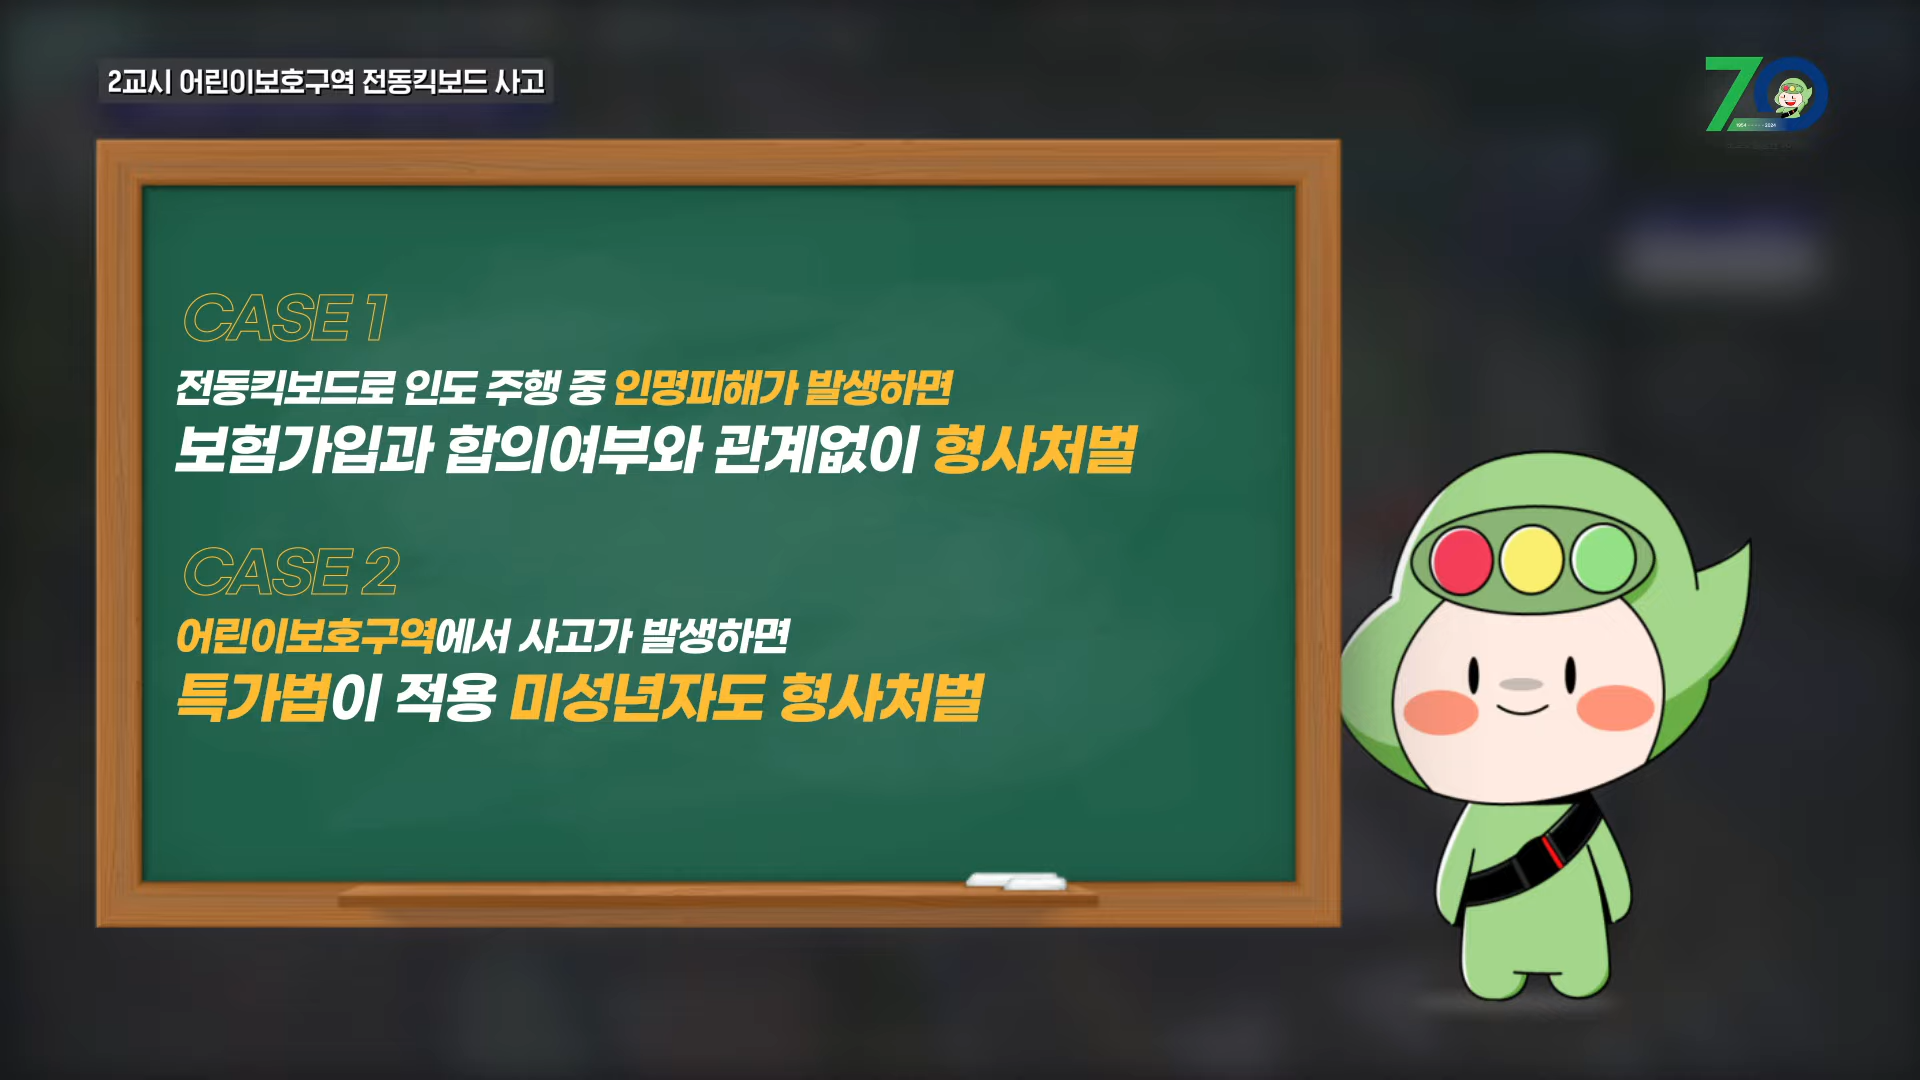 2교시 어린이보호구역 전동킥보드 사고
70
1954 2024
CASE 1
전동킥보드로 인도 주행 중 인명피해가 발생하면
보험가입과 합의여부와 관계없이 형사처벌
CASE 2
어린이보호구역에서 사고가 발생하면
특가법이 적용 미성년자도 형사처벌